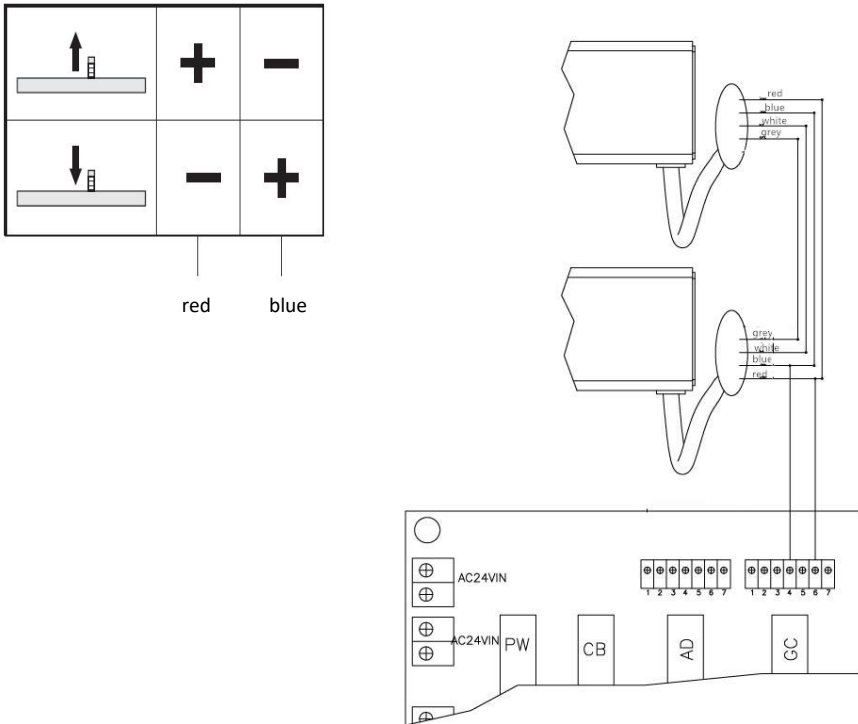 red
blue
white
grey
red blue
grey
white
blue
red
AC24VIN
1 2 3 4 5 6 7
1 2 3 4 5 6 7
AC24VIN
PW
CB
AD
GC